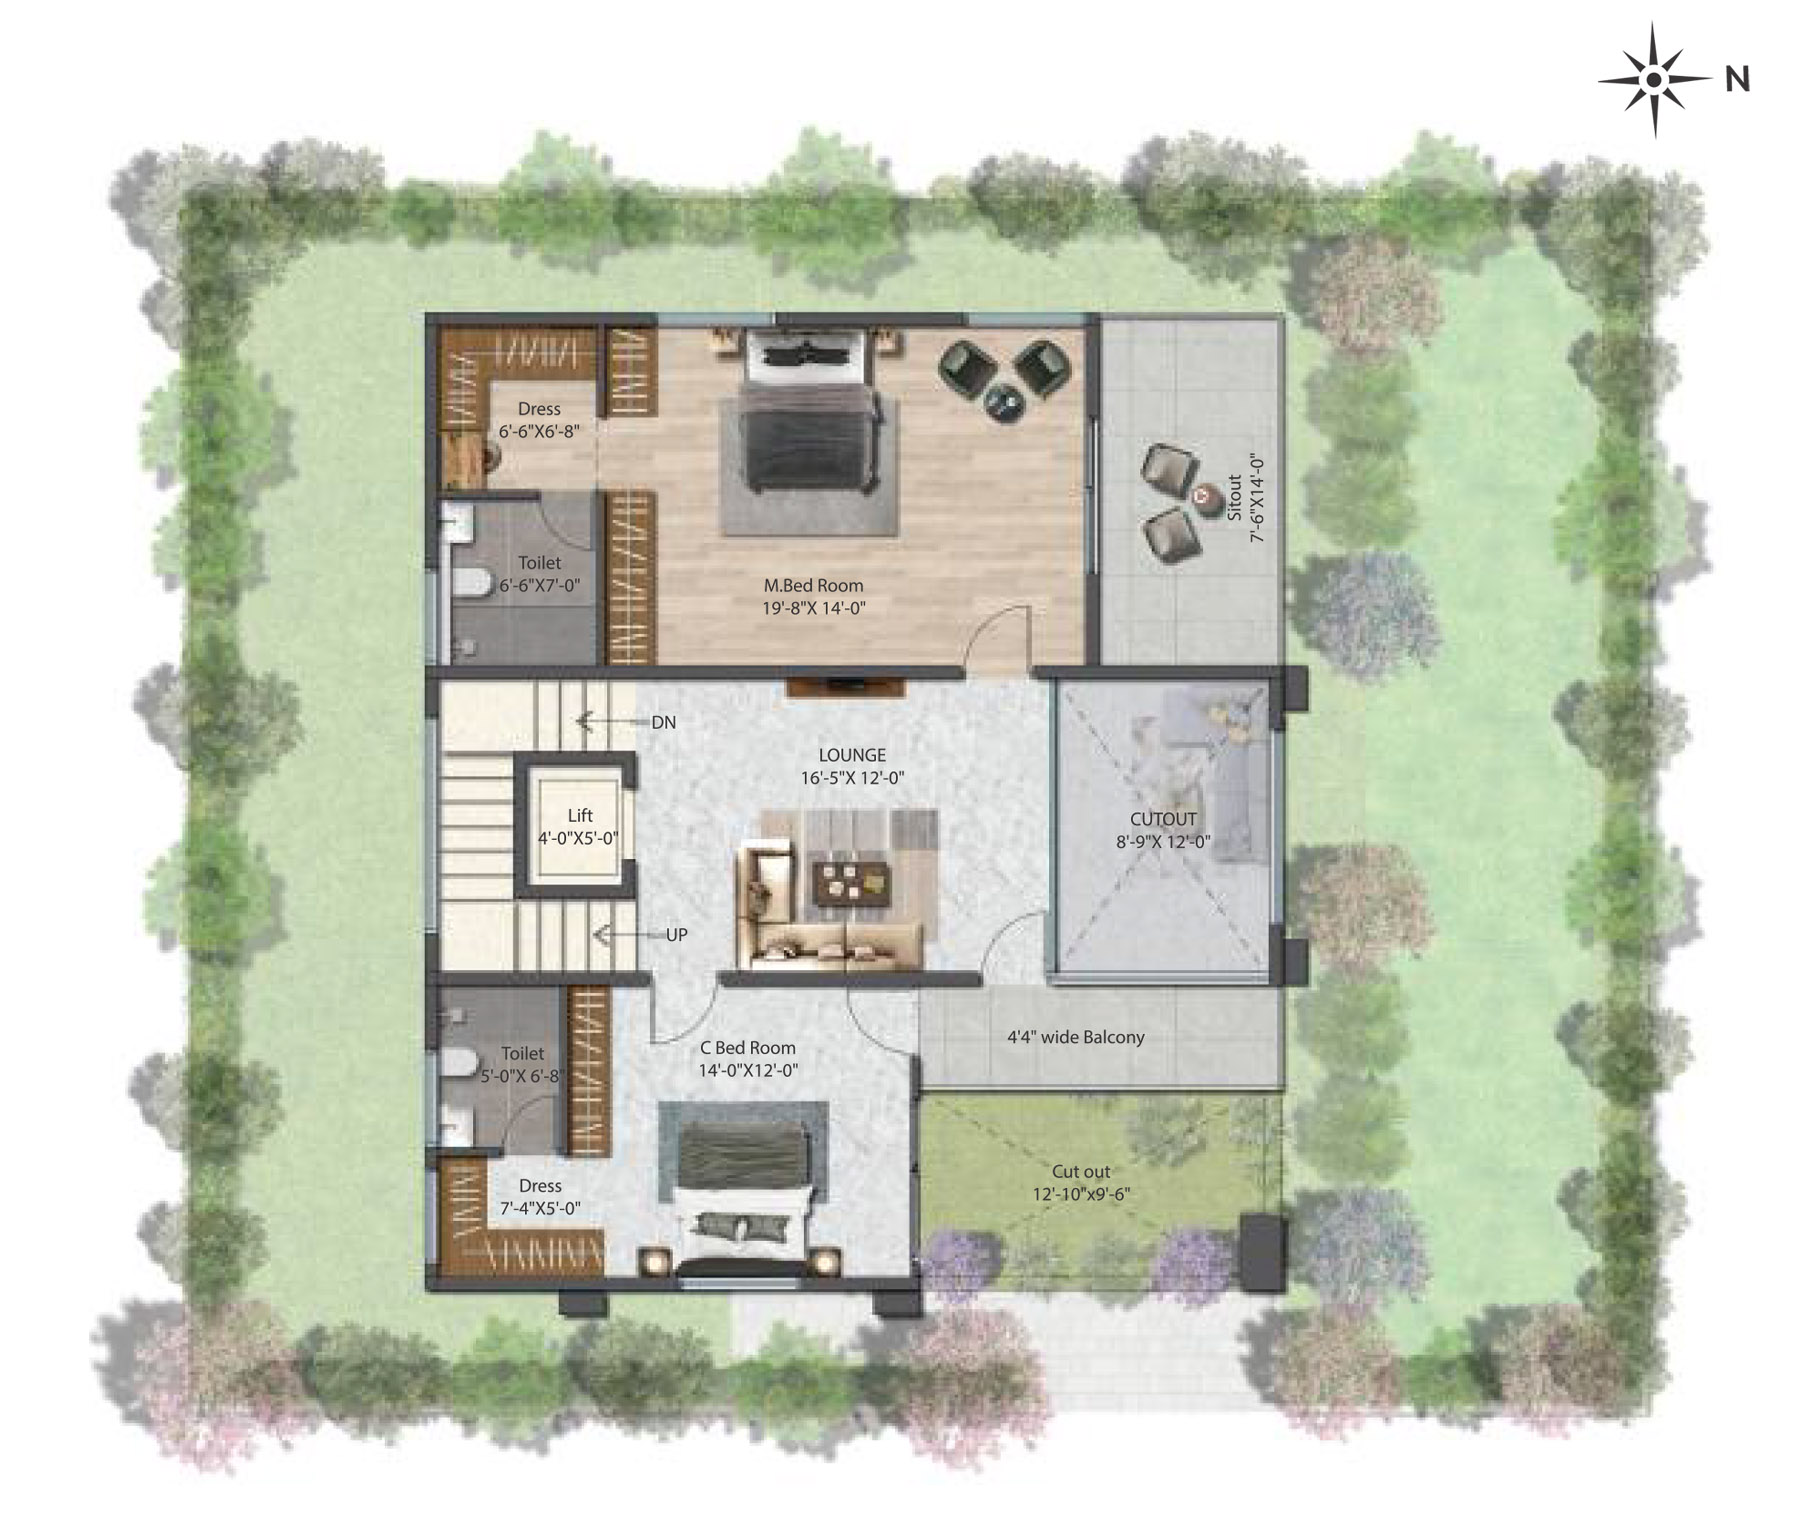 N
Dress
6'-6"X6'-8"
Sitout
7'-6"X14'-0"
Toilet
6'-6"X7'-0"
M.Bed Room
19'-8"X 14'-0"
DN
LOUNGE
16'-5"X 12'-0"
Lift
4'-0"X5'-0"
CUTOUT
8'-9"X 12'-0"
UP
4'4" wide Balcony
C Bed Room
14'-0"X12'-0"
Toilet
5'-0"X 6'-8"
Cut out
12'-10"x9'-6"
Dress
7'-4"X5'-0"